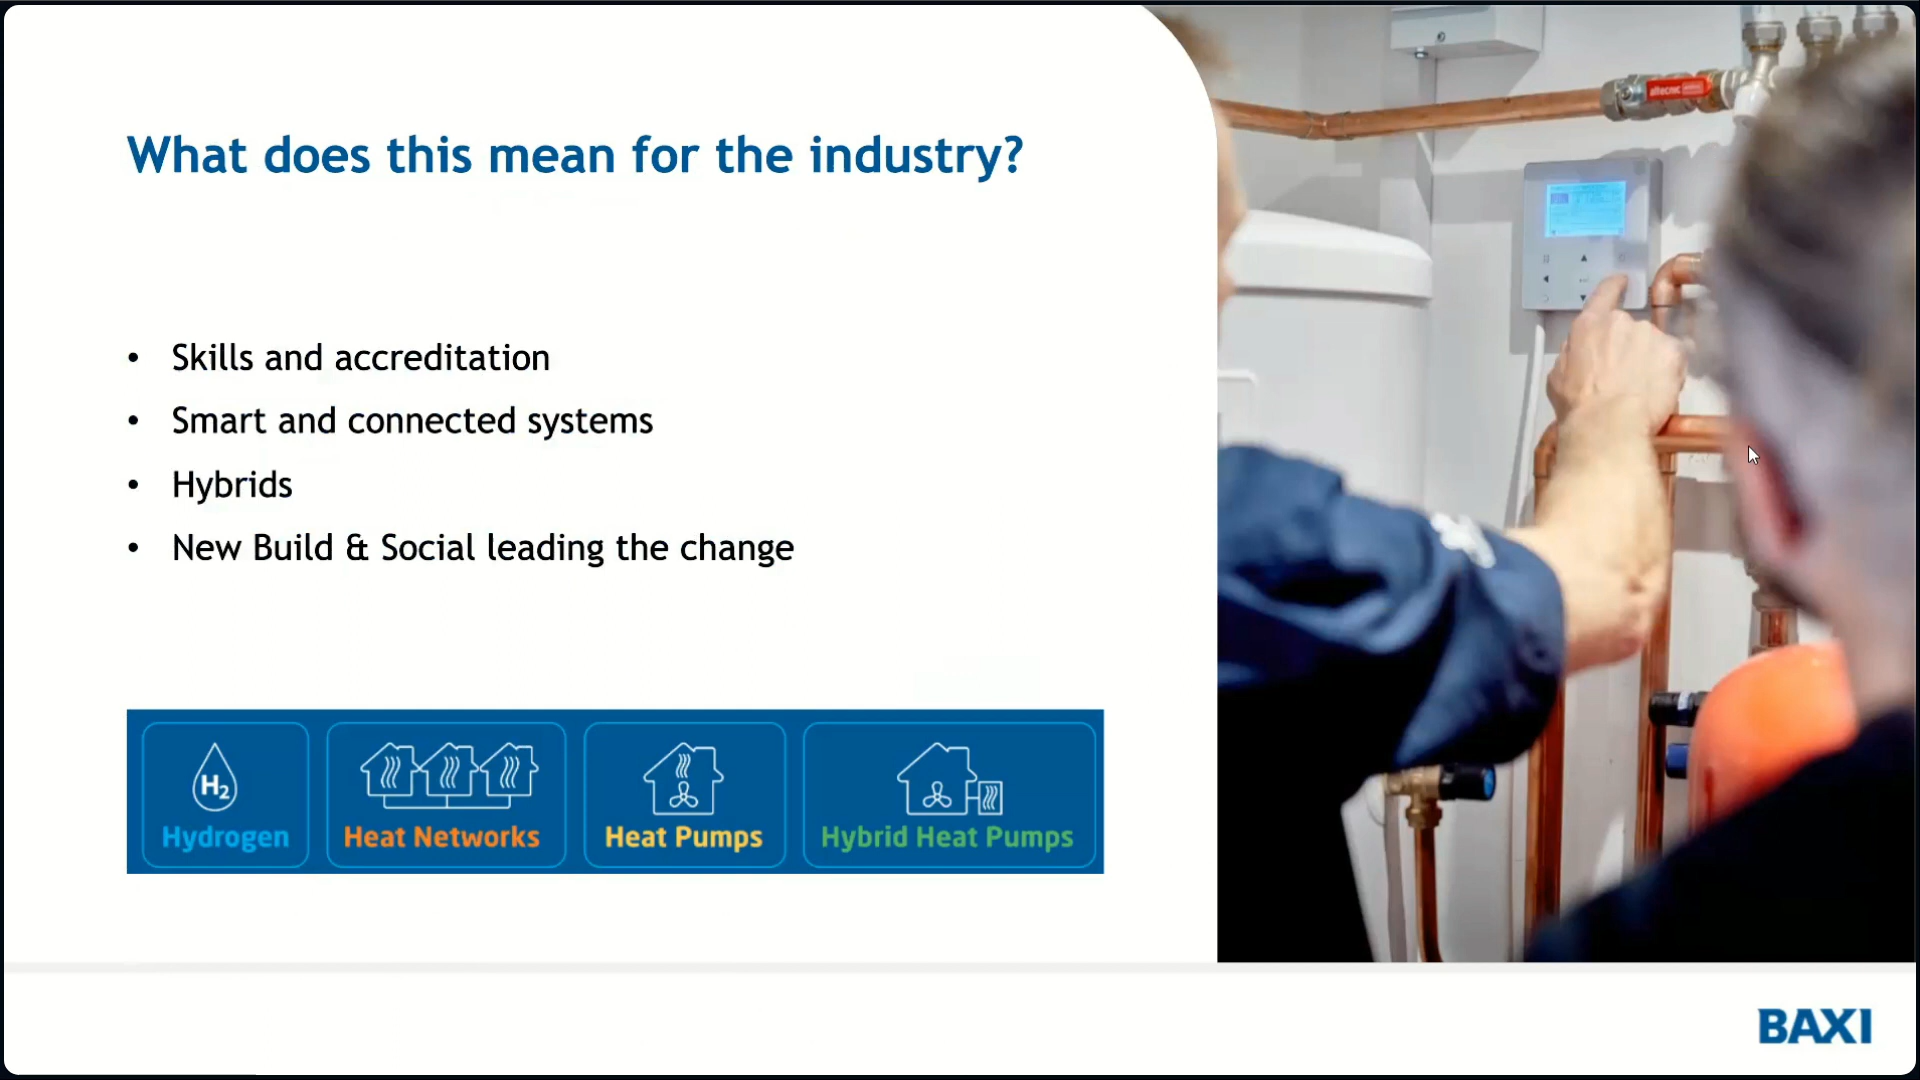 What does this mean for the industry?
• Skills and accreditation
• Smart and connected systems
• Hybrids
• New Build & Social leading the change
H₂
Hydrogen
Heat Networks
Heat Pumps
Hybrid Heat Pumps
altecnic
BAXI